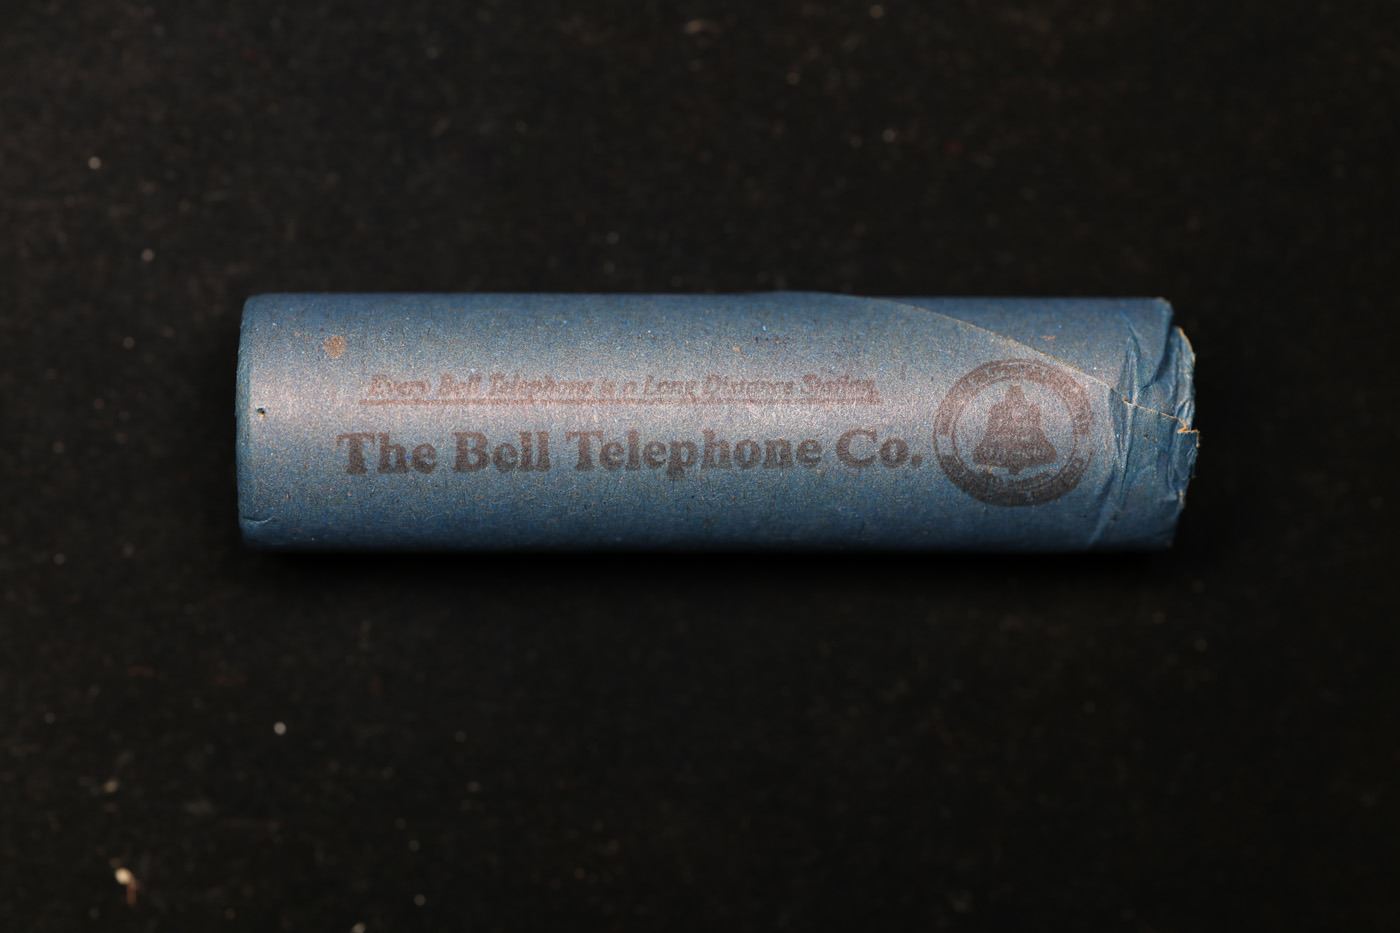 Every Bell Telephone is a Long Distance Station.
The Bell Telephone Co.